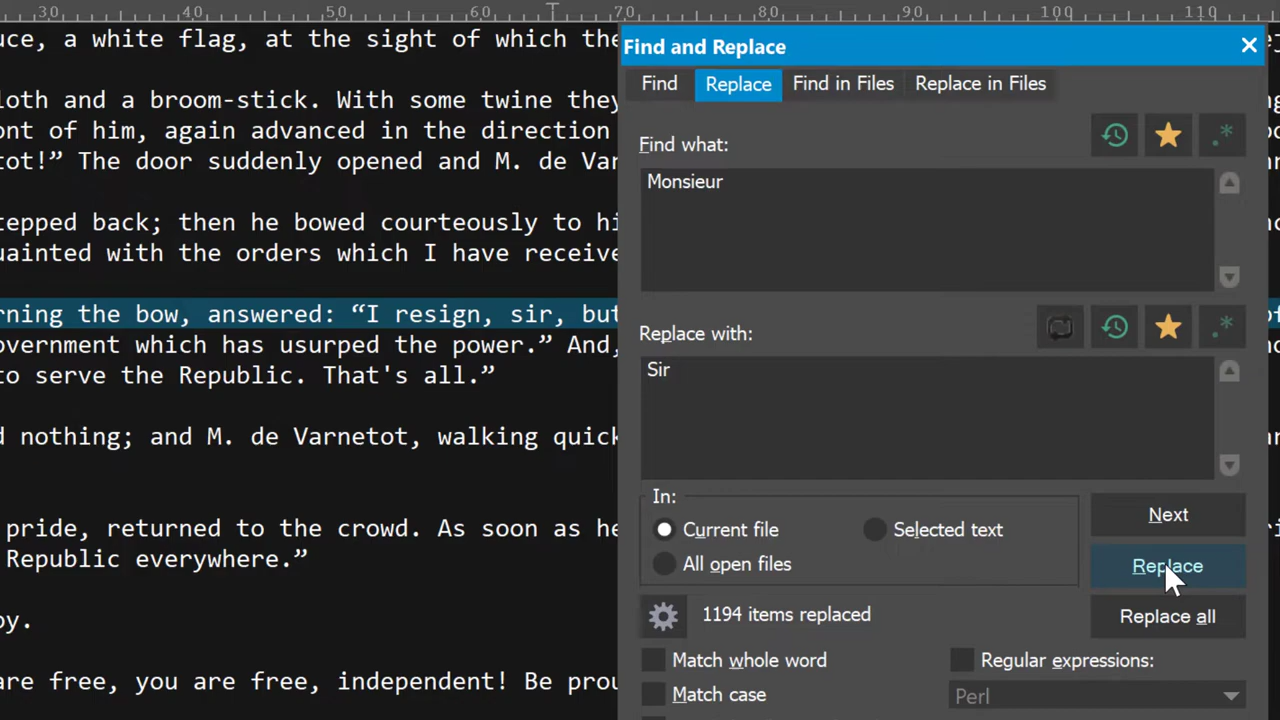 30 40 50 60 70 80 90 100 110
uce, a white flag, at the sight of which the
Find and Replace
Find Replace Find in Files Replace in Files
loth and a broom-stick. With some twine they
ont of him, again advanced in the direction
tot!” The door suddenly opened and M. de Var
Find what:
Monsieur
tepped back; then he bowed courteously to hi
uainted with the orders which I have receive
rning the bow, answered: “I resign, sir, but
overnment which has usurped the power.” And,
to serve the Republic. That's all.”
Replace with:
Sir
d nothing; and M. de Varnetot, walking quick
pride, returned to the crowd. As soon as he
Republic everywhere.”
In:
Current file Selected text
All open files
Next
Replace
1194 items replaced
Replace all
oy.
Match whole word Regular expressions:
are free, you are free, independent! Be prou
Match case Perl